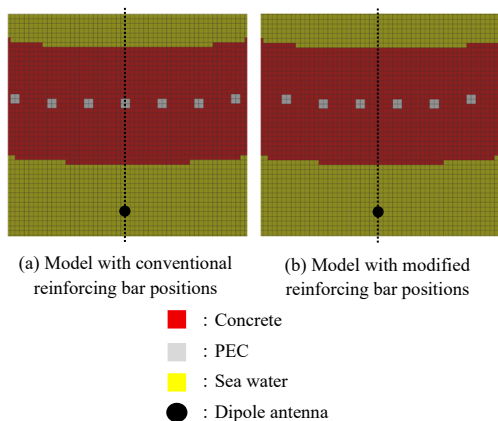 (a) Model with conventional
reinforcing bar positions
(b) Model with modified
reinforcing bar positions
: Concrete
: PEC
: Sea water
: Dipole antenna